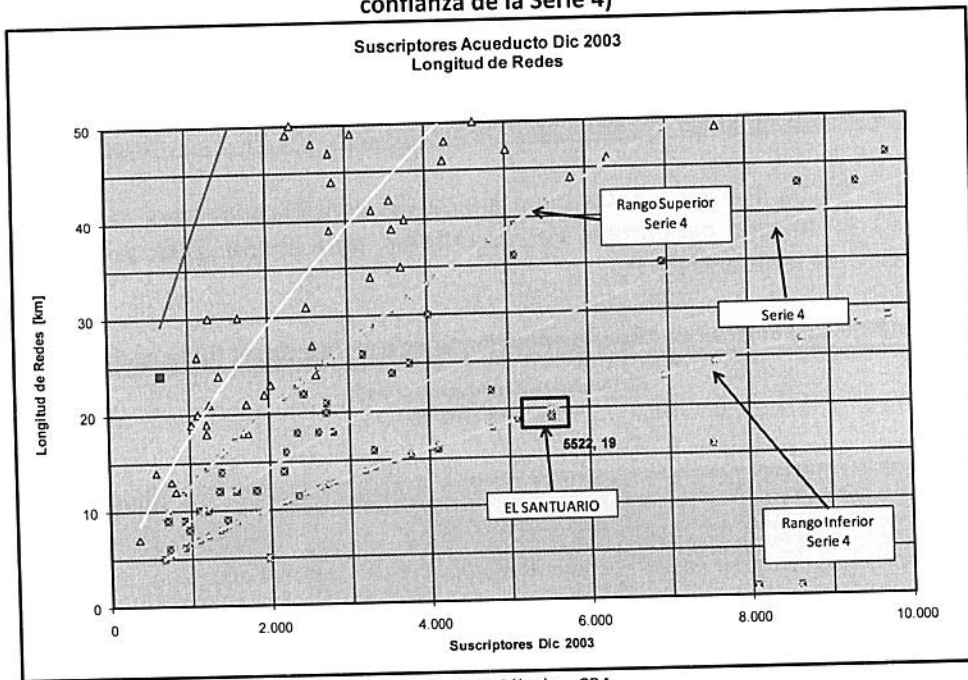 confianza de la Serie 4)
Suscriptores Acueducto Dic 2003
Longitud de Redes
Longitud de Redes [km]
50
40
30
20
10
0
Rango Superior
Serie 4
Serie 4
5522, 19
EL SANTUARIO
Rango Inferior
Serie 4
0
2.000
4.000
6.000
8.000
10.000
Suscriptores Dic 2003